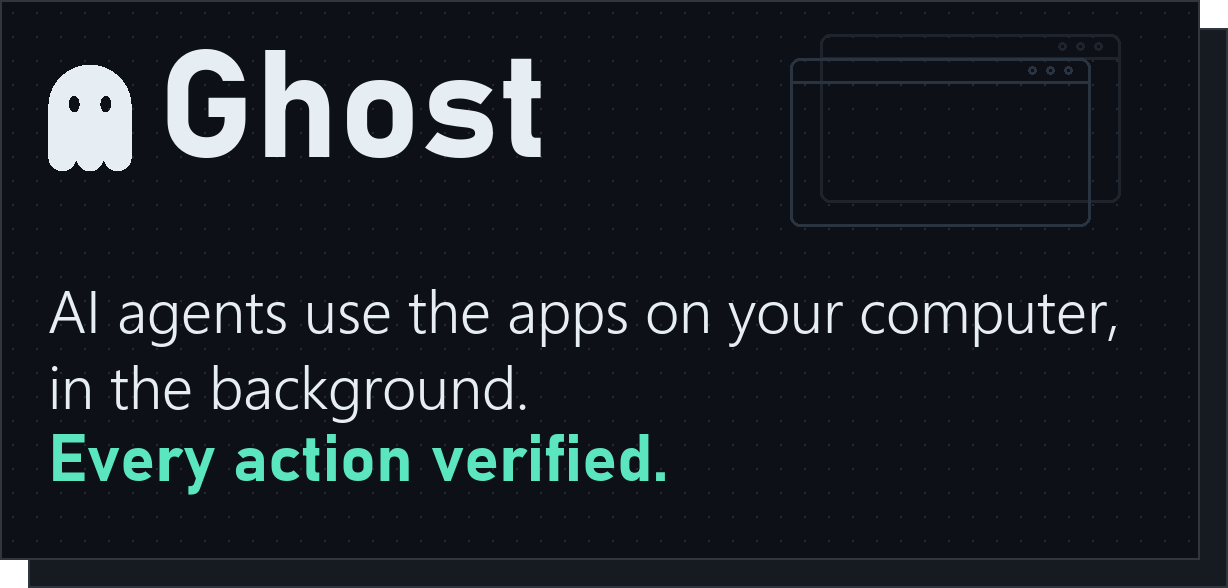 Ghost
AI agents use the apps on your computer,
in the background.
Every action verified.